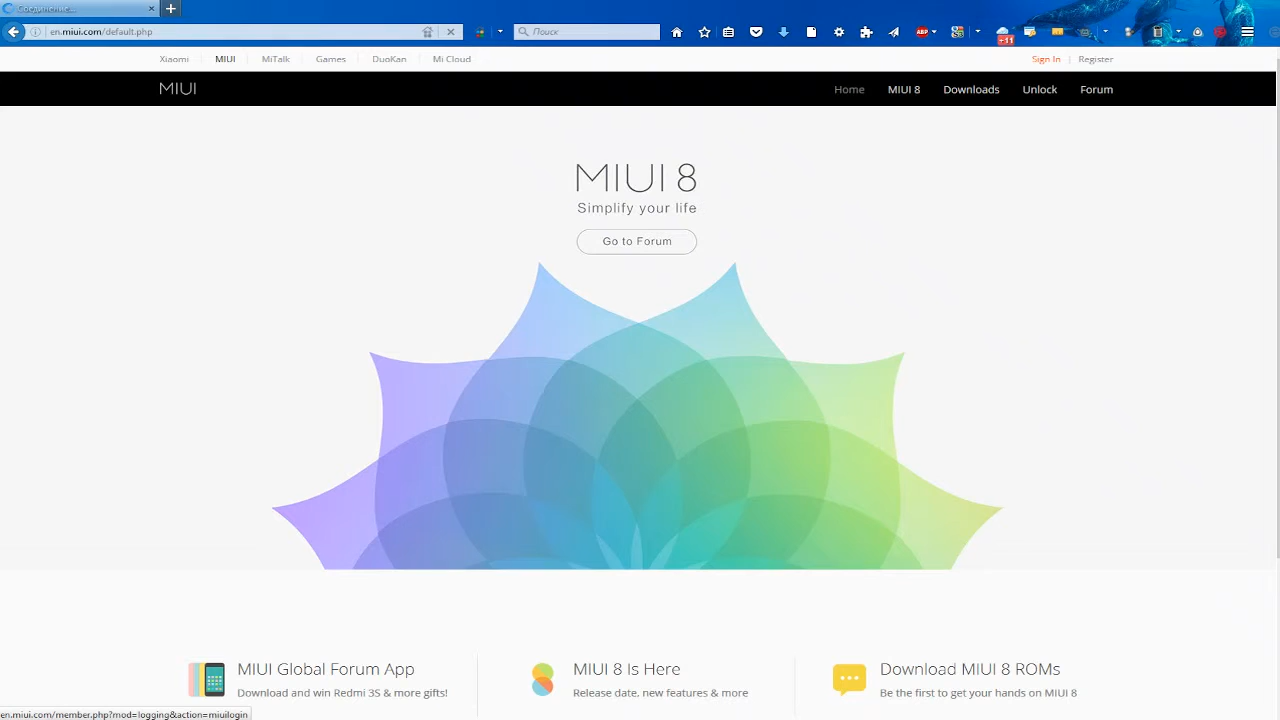 Соединение...
en.miui.com/default.php
Поиск
ABP
+11
Xiaomi MIUI MiTalk Games DuoKan Mi Cloud Sign In | Register
MIUI Home MIUI 8 Downloads Unlock Forum
MIUI 8
Simplify your life
Go to Forum
MIUI Global Forum App
Download and win Redmi 3S & more gifts!
MIUI 8 Is Here
Release date, new features & more
Download MIUI 8 ROMs
Be the first to get your hands on MIUI 8
en.miui.com/member.php?mod=logging&action=miuilogin